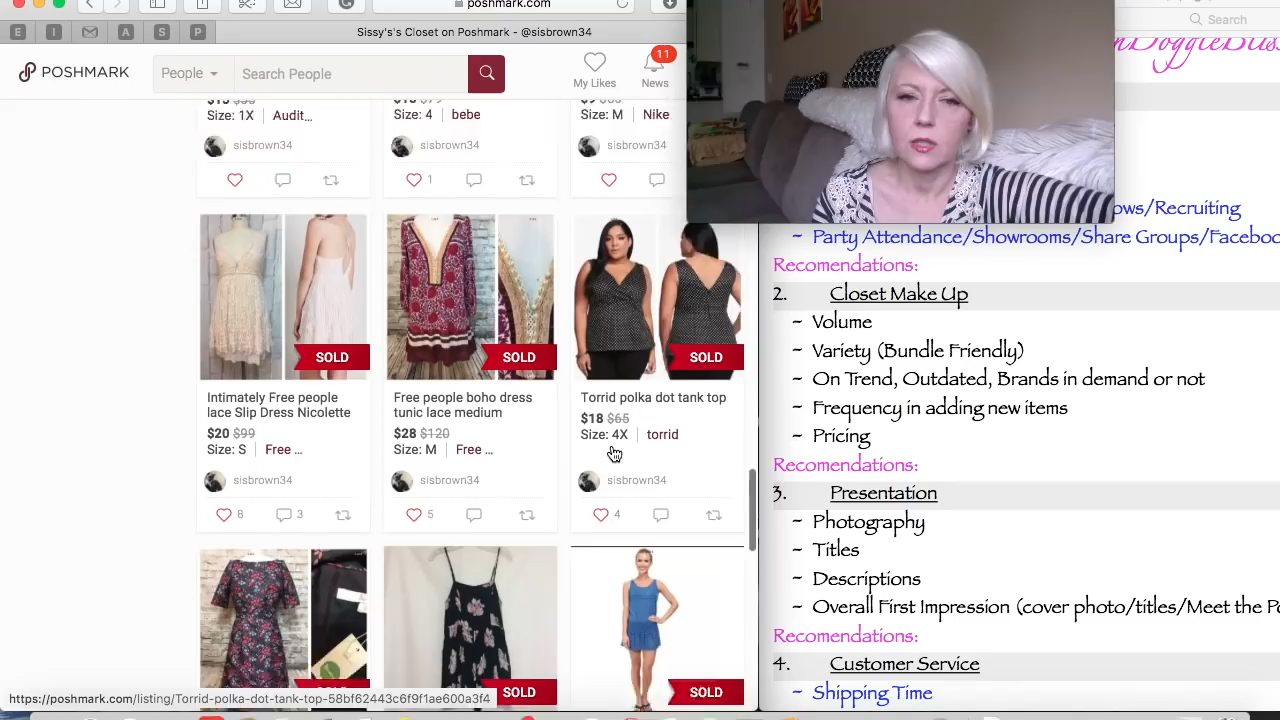 poshmark.com
Search
E I A S P
Sissy's's Closet on Poshmark - @sisbrown34
POSHMARK
People
Search People
My Likes
11
News
Size: 1X Audit...
Size: 4 bebe
Size: M Nike
sisbrown34
sisbrown34
sisbrown34
1
SOLD
SOLD
SOLD
Intimately Free people
lace Slip Dress Nicolette
$20 $99
Size: S Free ...
sisbrown34
8 3
Free people boho dress
tunic lace medium
$28 $120
Size: M Free ...
sisbrown34
5
Torrid polka dot tank top
$18 $65
Size: 4X torrid
sisbrown34
4
SOLD
SOLD
https://poshmark.com/listing/Torrid-polka-dot-tank-top-58bf62443c6f9f1ae600a3f4
ows/Recruiting
~ Party Attendance/Showrooms/Share Groups/Faceboo
Recomendations:
2. Closet Make Up
~ Volume
~ Variety (Bundle Friendly)
~ On Trend, Outdated, Brands in demand or not
~ Frequency in adding new items
~ Pricing
Recomendations:
3. Presentation
~ Photography
~ Titles
~ Descriptions
~ Overall First Impression (cover photo/titles/Meet the Po
Recomendations:
4. Customer Service
~ Shipping Time